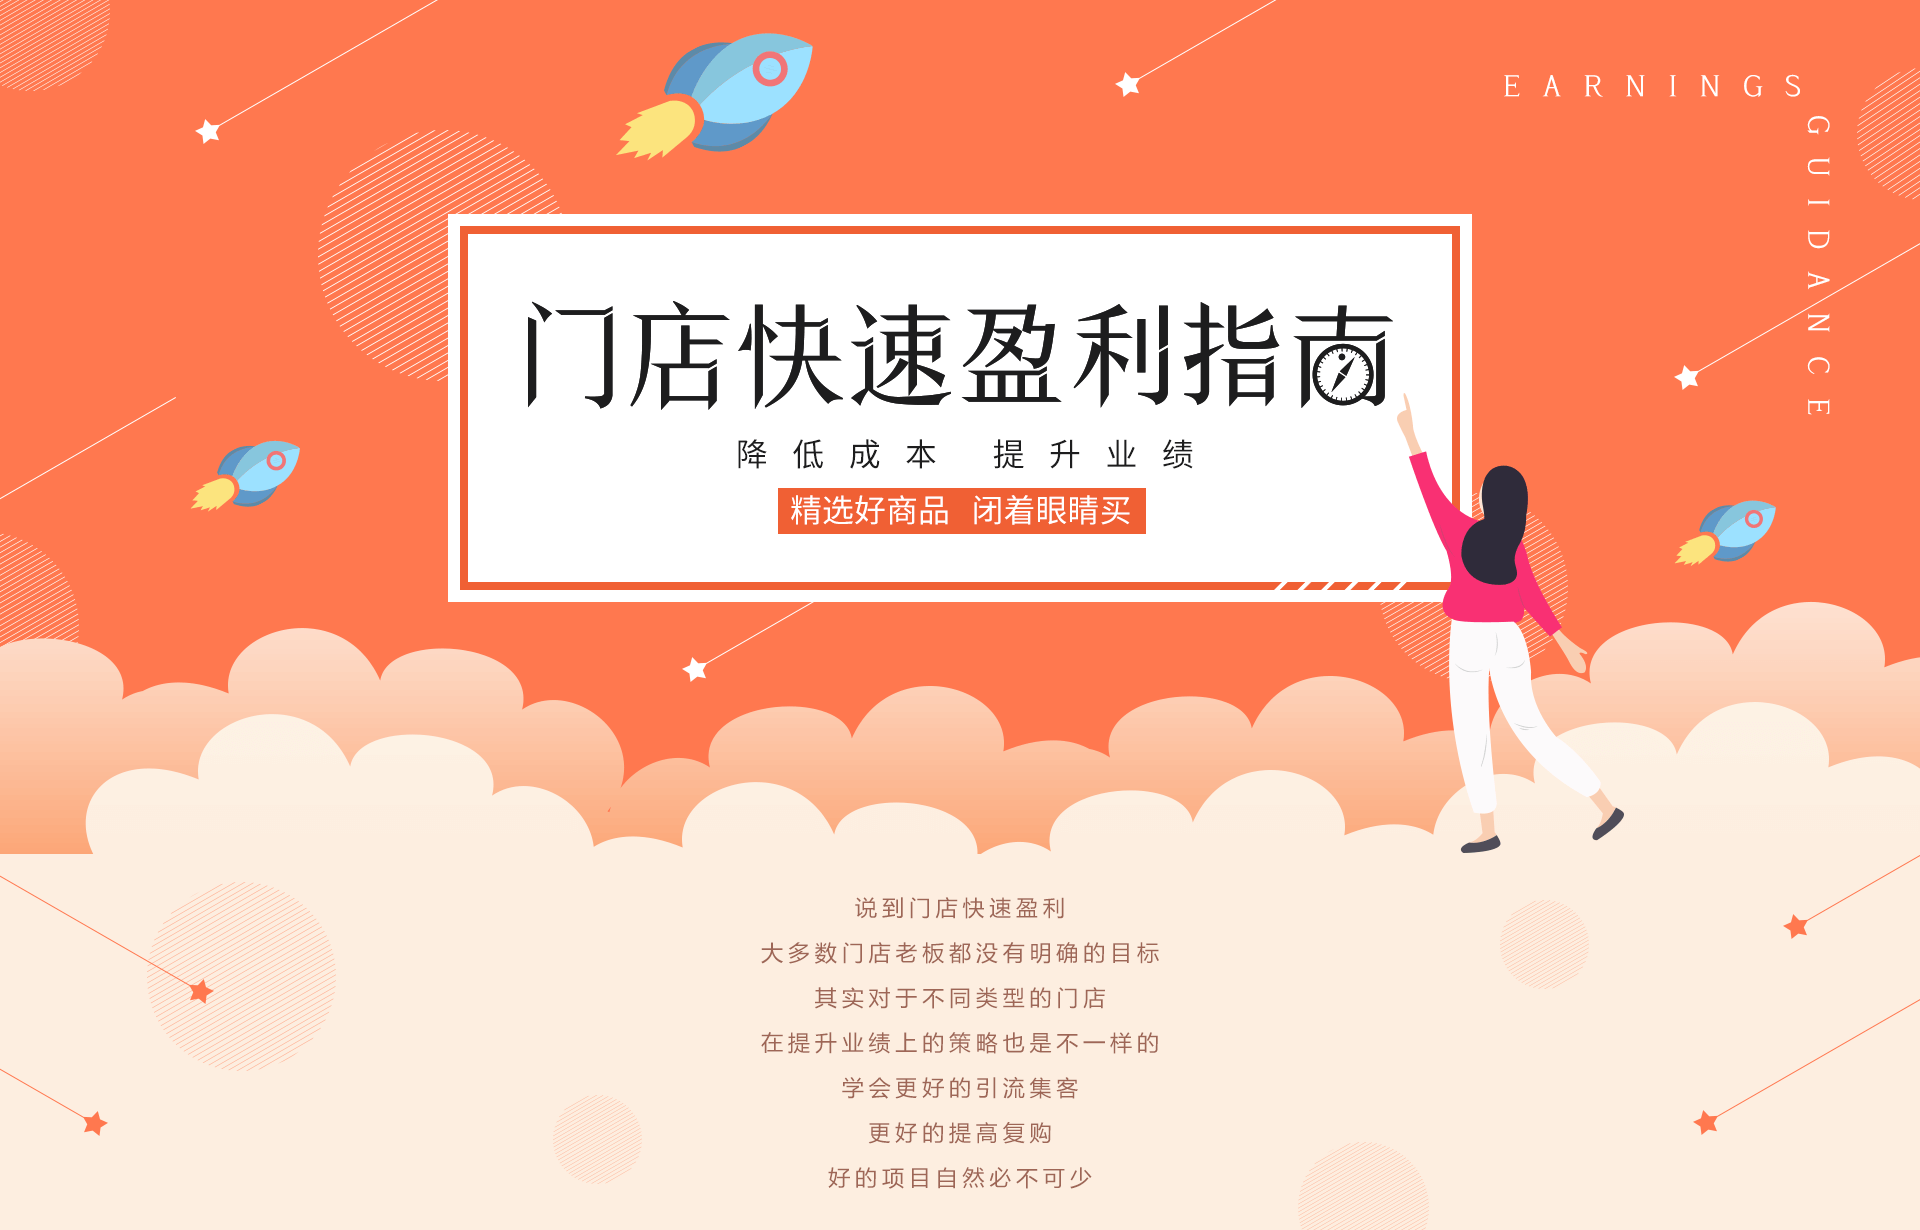 EARNINGS
GUIDANCE
门店快速盈利指南
降低成本 提升业绩
精选好商品 闭着眼睛买
说到门店快速盈利
大多数门店老板都没有明确的目标
其实对于不同类型的门店
在提升业绩上的策略也是不一样的
学会更好的引流集客
更好的提高复购
好的项目自然必不可少